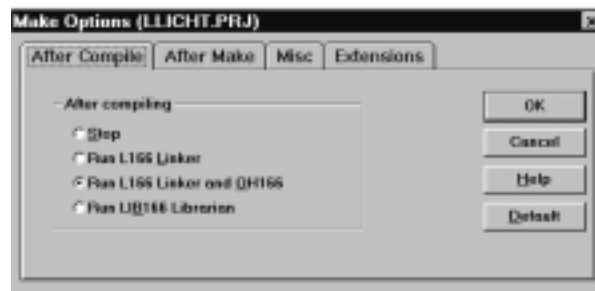 Make Options (LLICHT.PRJ)
After Compile After Make Misc Extensions
After compiling
Stop
Run L166 Linker
Run L166 Linker and OH166
Run LIB166 Librarian
OK
Cancel
Help
Default